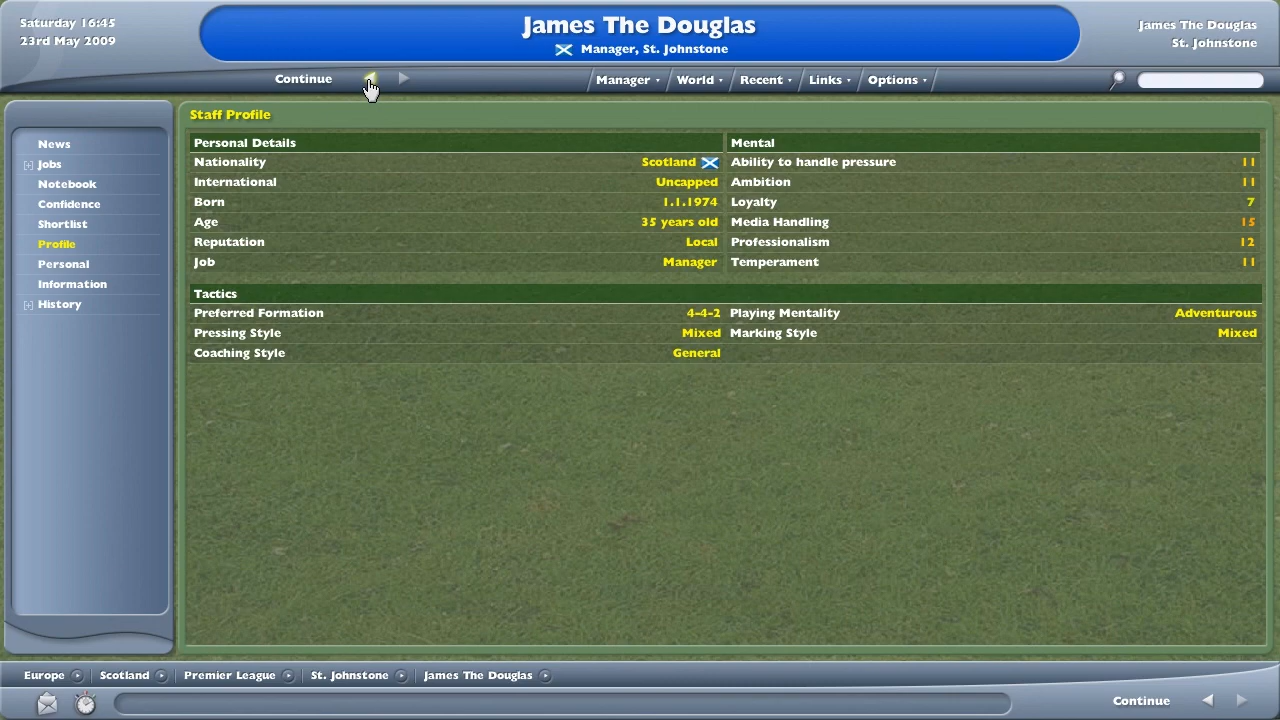 Saturday 16:45
23rd May 2009
James The Douglas
Manager, St. Johnstone
James The Douglas
St. Johnstone
Continue
Manager
World
Recent
Links
Options
News
Jobs
Notebook
Confidence
Shortlist
Profile
Personal
Information
History
Staff Profile
Personal Details
Nationality Scotland
International Uncapped
Born 1.1.1974
Age 35 years old
Reputation Local
Job Manager
Mental
Ability to handle pressure 11
Ambition 11
Loyalty 7
Media Handling 15
Professionalism 12
Temperament 11
Tactics
Preferred Formation 4-4-2 Playing Mentality Adventurous
Pressing Style Mixed Marking Style Mixed
Coaching Style General
Europe Scotland Premier League St. Johnstone James The Douglas
Continue